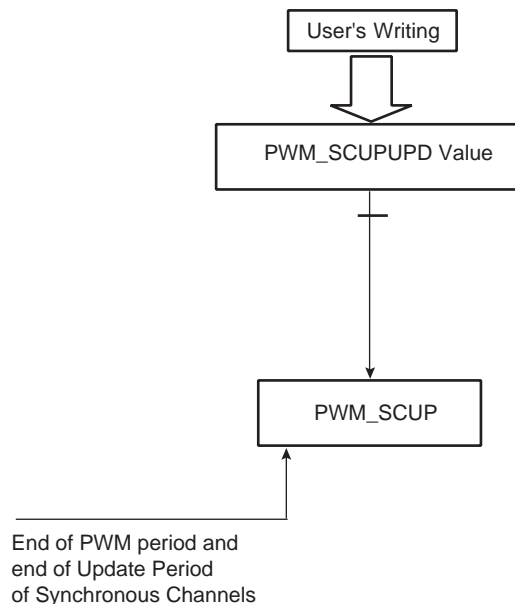 User's Writing
PWM_SCUPUPD Value
PWM_SCUP
End of PWM period and
end of Update Period
of Synchronous Channels